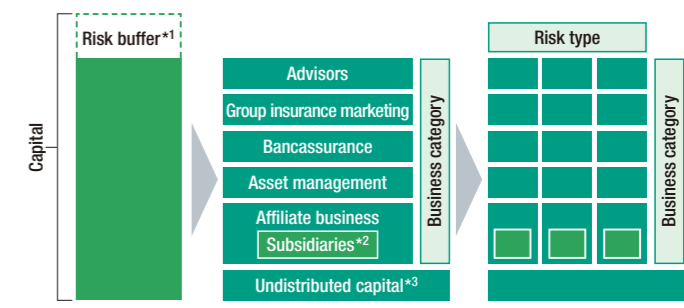 Capital
Risk buffer*1
Advisors
Group insurance marketing
Bancassurance
Asset management
Affiliate business
Subsidiaries*2
Business category
Undistributed capital*3
Risk type
Business category